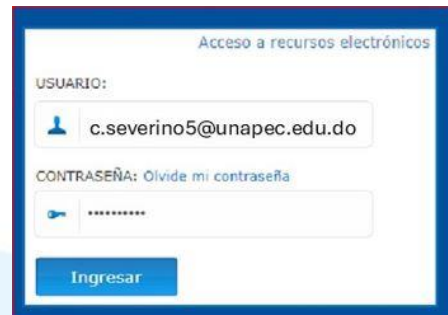 Acceso a recursos electrónicos
USUARIO:
c.severino5@unapec.edu.do
CONTRASEÑA: Olvide mi contraseña
••••••••••
Ingresar